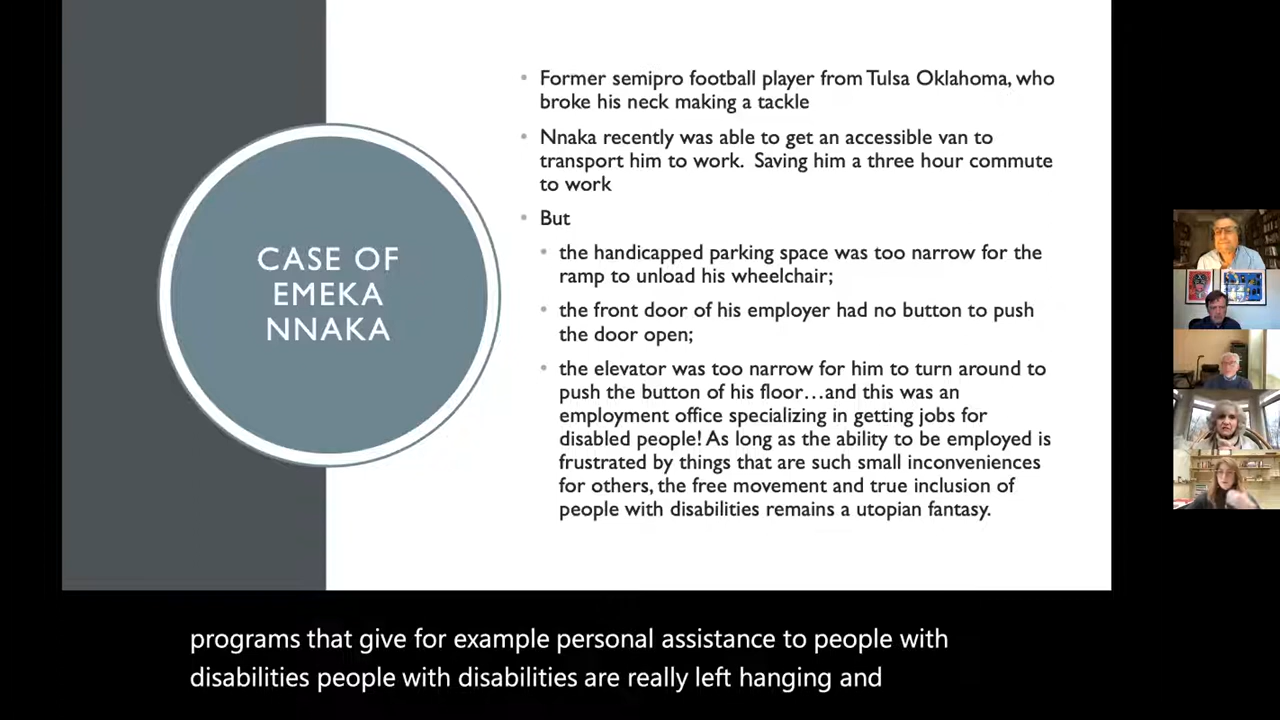 CASE OF
EMEKA
NNAKA
• Former semipro football player from Tulsa Oklahoma, who
broke his neck making a tackle
• Nnaka recently was able to get an accessible van to
transport him to work.  Saving him a three hour commute
to work
• But
• the handicapped parking space was too narrow for the
ramp to unload his wheelchair;
• the front door of his employer had no button to push
the door open;
• the elevator was too narrow for him to turn around to
push the button of his floor…and this was an
employment office specializing in getting jobs for
disabled people! As long as the ability to be employed is
frustrated by things that are such small inconveniences
for others, the free movement and true inclusion of
people with disabilities remains a utopian fantasy.
programs that give for example personal assistance to people with
disabilities people with disabilities are really left hanging and